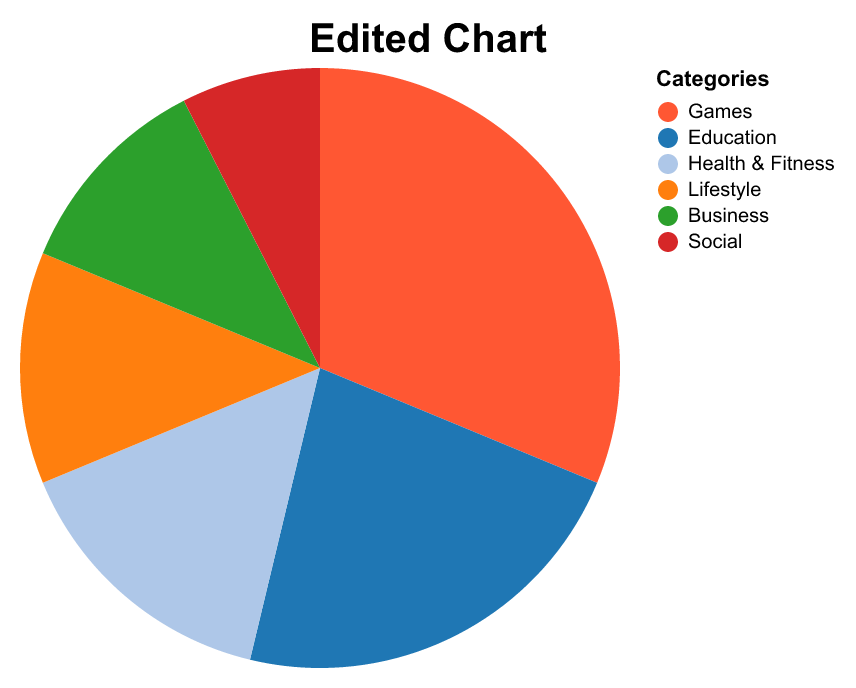 Edited Chart
Categories
Games
Education
Health & Fitness
Lifestyle
Business
Social